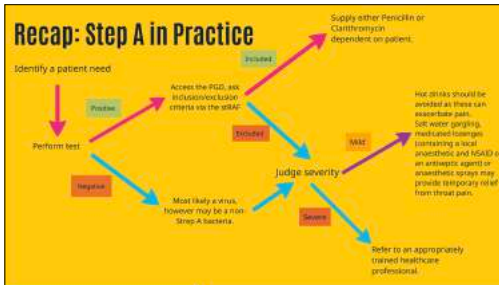 Recap: Step A in Practice
Supply either Penicillin or
Clarithromycin
dependent on patient.
Identify a patient need
Included
Access the PGD, ask
inclusion/exclusion
criteria via the stRAF
Positive
Hot drinks should be
avoided as these can
exacerbate pain.
Salt water gargling,
medicated lozenges
(containing a local
anaesthetic and NSAID o
an antiseptic agent) or
anaesthetic sprays may
provide temporary relief
from throat pain.
Excluded
Mild
Perform test
Judge severity
Negative
Most likely a virus,
however may be a non-
Strep A bacteria.
Severe
Refer to an appropriately
trained healthcare
professional.